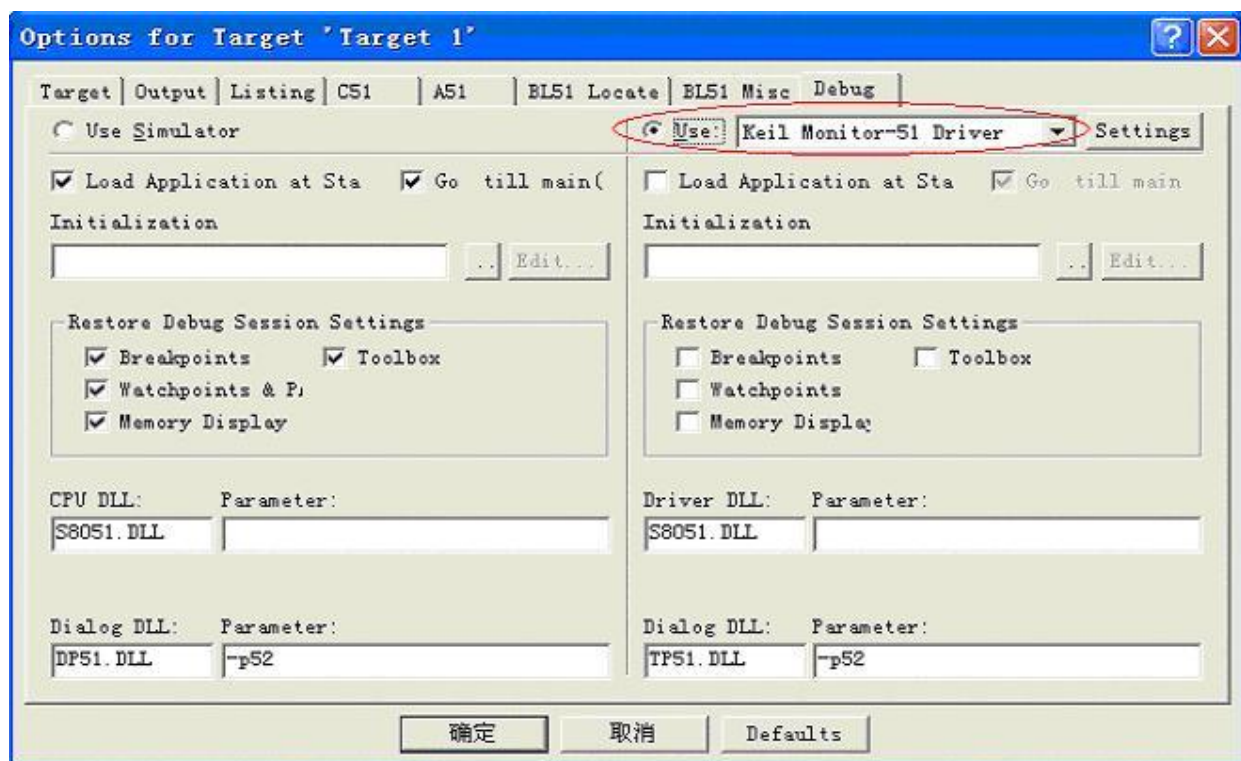 Options for Target 'Target 1'
Target Output Listing C51 A51 BL51 Locate BL51 Misc Debug
Use Simulator
Use: Keil Monitor-51 Driver Settings
Load Application at Sta Go till main( Load Application at Sta Go till main
Initialization Initialization
.. Edit... .. Edit...
Restore Debug Session Settings Restore Debug Session Settings
Breakpoints Toolbox Breakpoints Toolbox
Watchpoints & P Watchpoints
Memory Display Memory Display
CPU DLL: Parameter: Driver DLL: Parameter:
S8051.DLL S8051.DLL
Dialog DLL: Parameter: Dialog DLL: Parameter:
DP51.DLL -p52 TP51.DLL -p52
确定 取消 Defaults